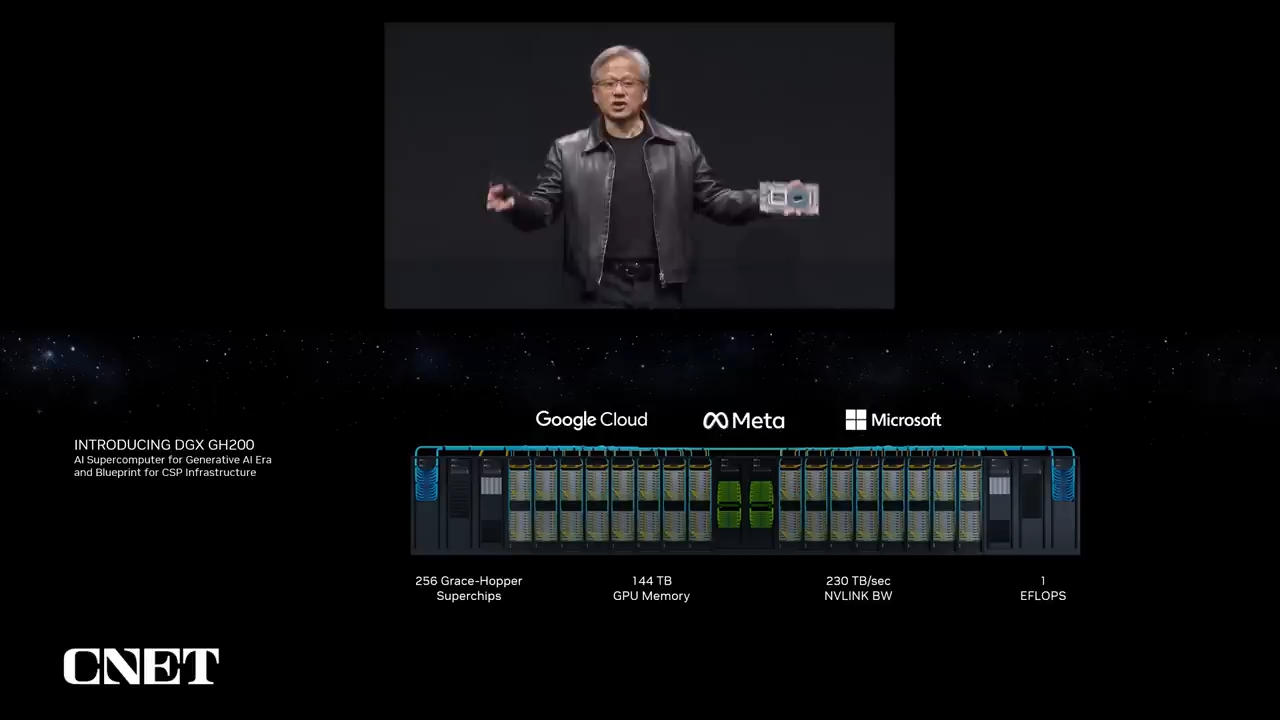 Google Cloud
Meta
Microsoft
INTRODUCING DGX GH200
AI Supercomputer for Generative AI Era
and Blueprint for CSP Infrastructure
256 Grace-Hopper
Superchips
144 TB
GPU Memory
230 TB/sec
NVLINK BW
1
EFLOPS
CNET